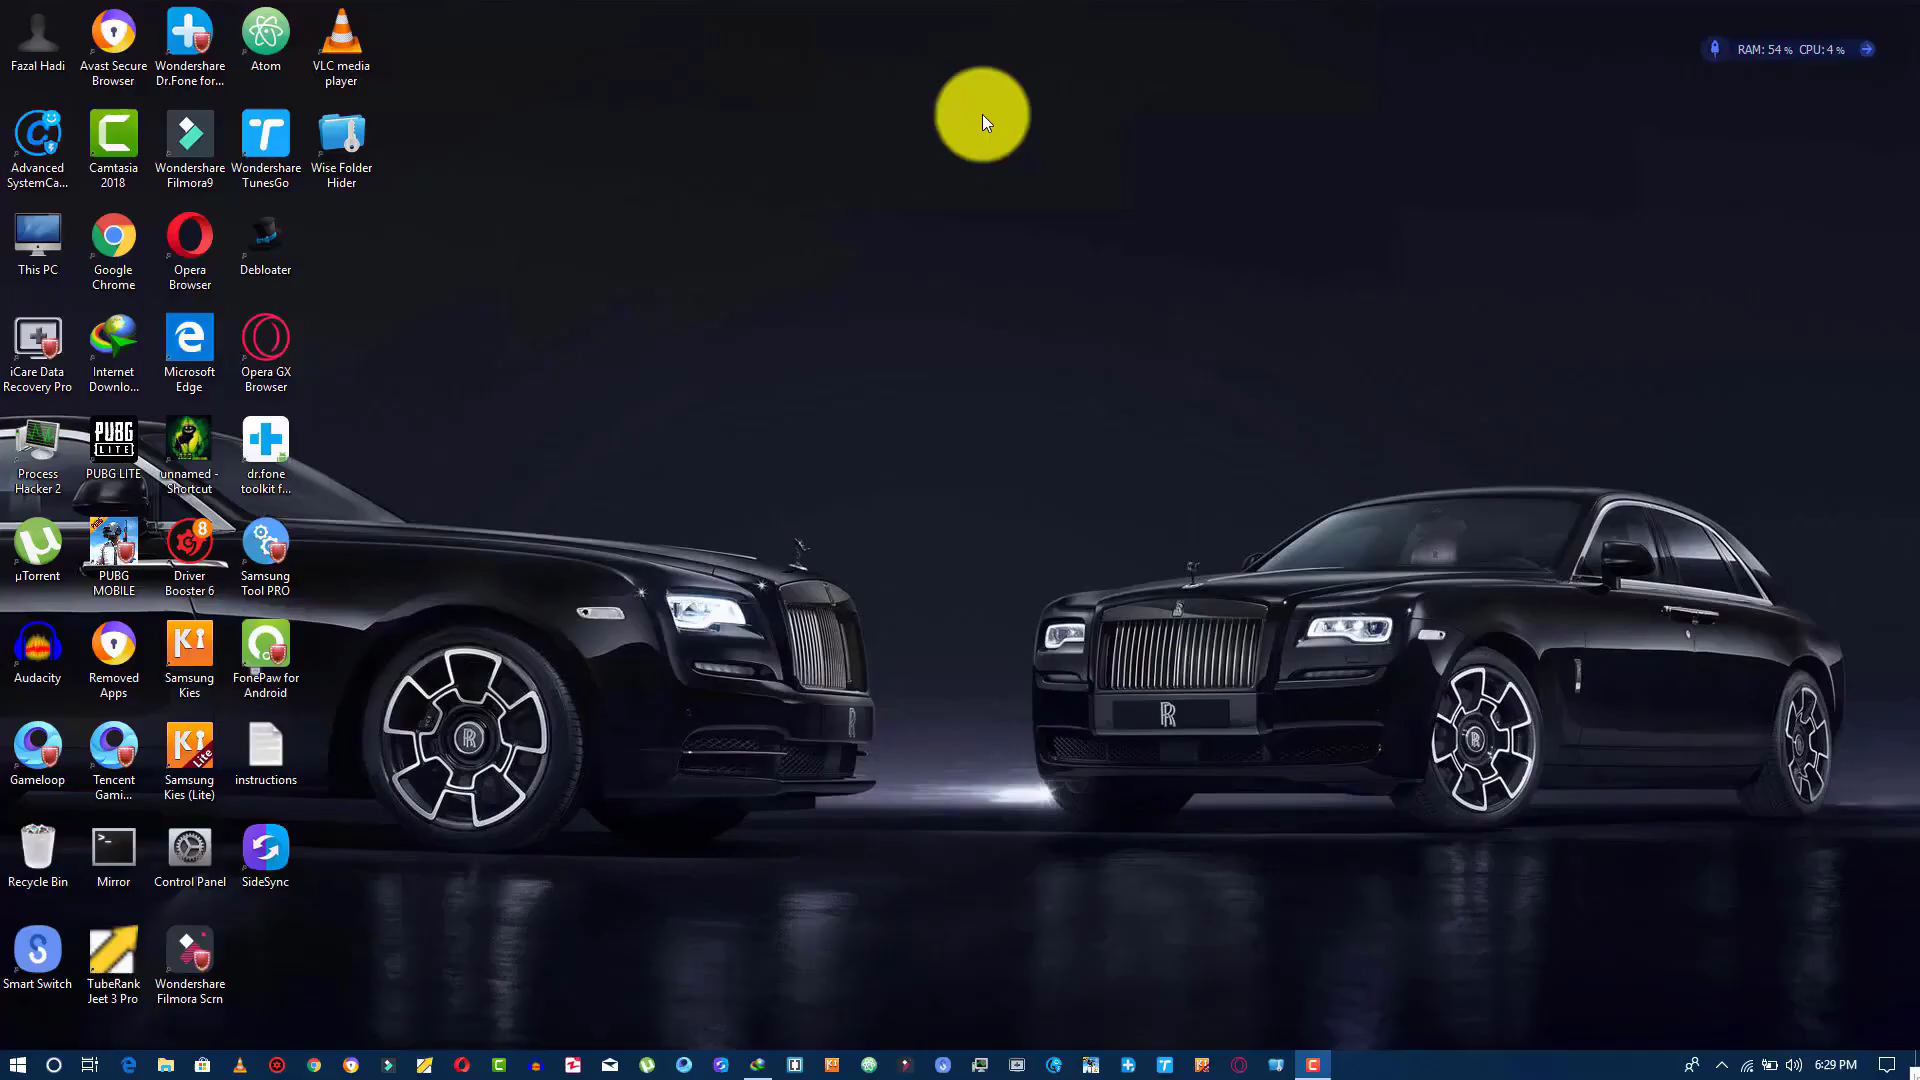 Fazal Hadi
Avast Secure
Browser
Wondershare
Dr.Fone for...
Atom
VLC media
player
RAM: 54 % CPU: 4 %
Advanced
SystemCa...
Camtasia
2018
Wondershare
Filmora9
Wondershare
TunesGo
Wise Folder
Hider
This PC
Google
Chrome
Opera
Browser
Debloater
iCare Data
Recovery Pro
Internet
Downlo...
Microsoft
Edge
Opera GX
Browser
PUBG
LITE
Process
Hacker 2
PUBG LITE
unnamed -
Shortcut
dr.fone
toolkit f...
8
µTorrent
PUBG
MOBILE
Driver
Booster 6
Samsung
Tool PRO
Audacity
Removed
Apps
Samsung
Kies
FonePaw for
Android
Gameloop
Tencent
Gami...
Lite
Samsung
Kies (Lite)
instructions
Recycle Bin
Mirror
Control Panel
SideSync
Smart Switch
TubeRank
Jeet 3 Pro
Wondershare
Filmora Scrn
6:29 PM